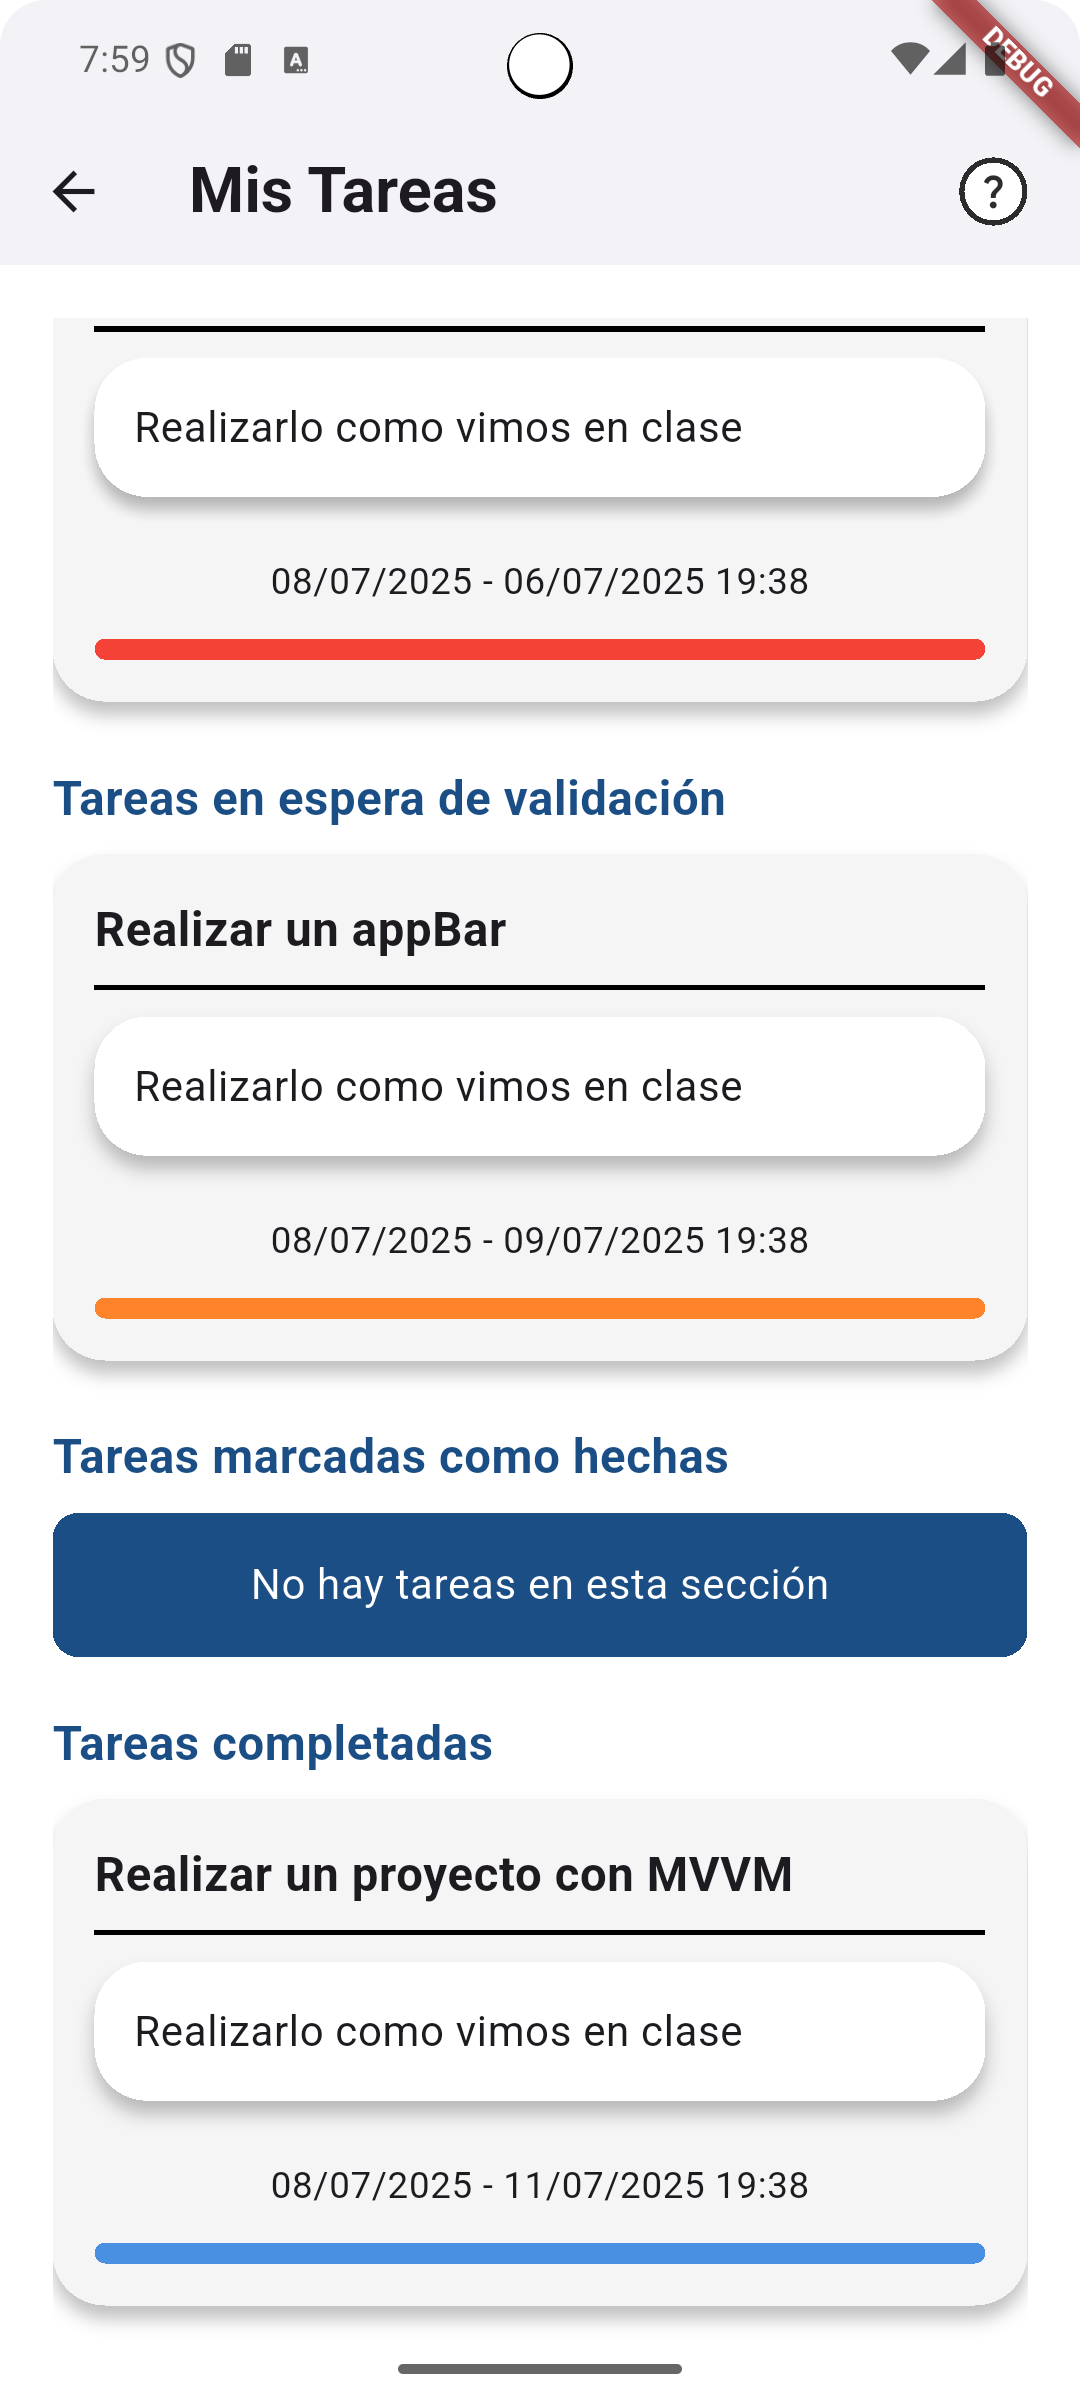 7:59
DEBUG
Mis Tareas
?
Realizarlo como vimos en clase
08/07/2025 - 06/07/2025 19:38
Tareas en espera de validación
Realizar un appBar
Realizarlo como vimos en clase
08/07/2025 - 09/07/2025 19:38
Tareas marcadas como hechas
No hay tareas en esta sección
Tareas completadas
Realizar un proyecto con MVVM
Realizarlo como vimos en clase
08/07/2025 - 11/07/2025 19:38